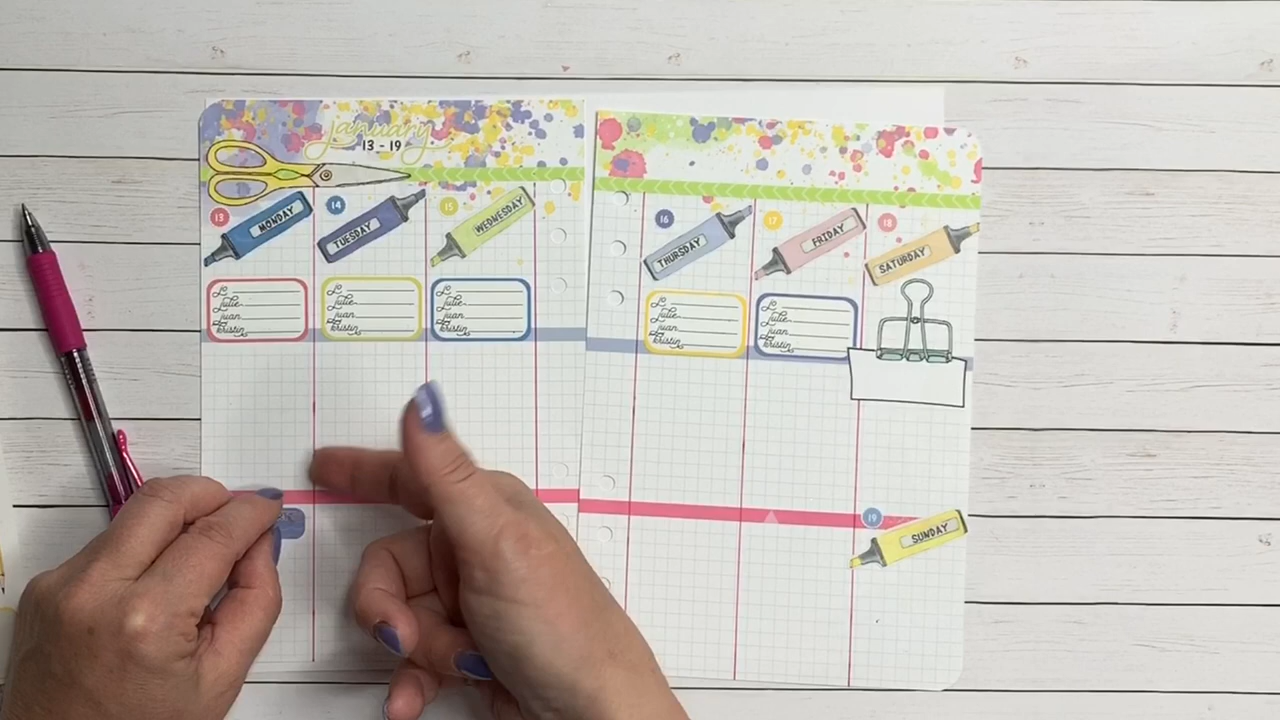 january
13 - 19
13
MONDAY
14
TUESDAY
15
WEDNESDAY
16
THURSDAY
17
FRIDAY
18
SATURDAY
julie
juan
kristin
julie
juan
kristin
julie
juan
kristin
julie
juan
kristin
julie
juan
kristin
19
SUNDAY